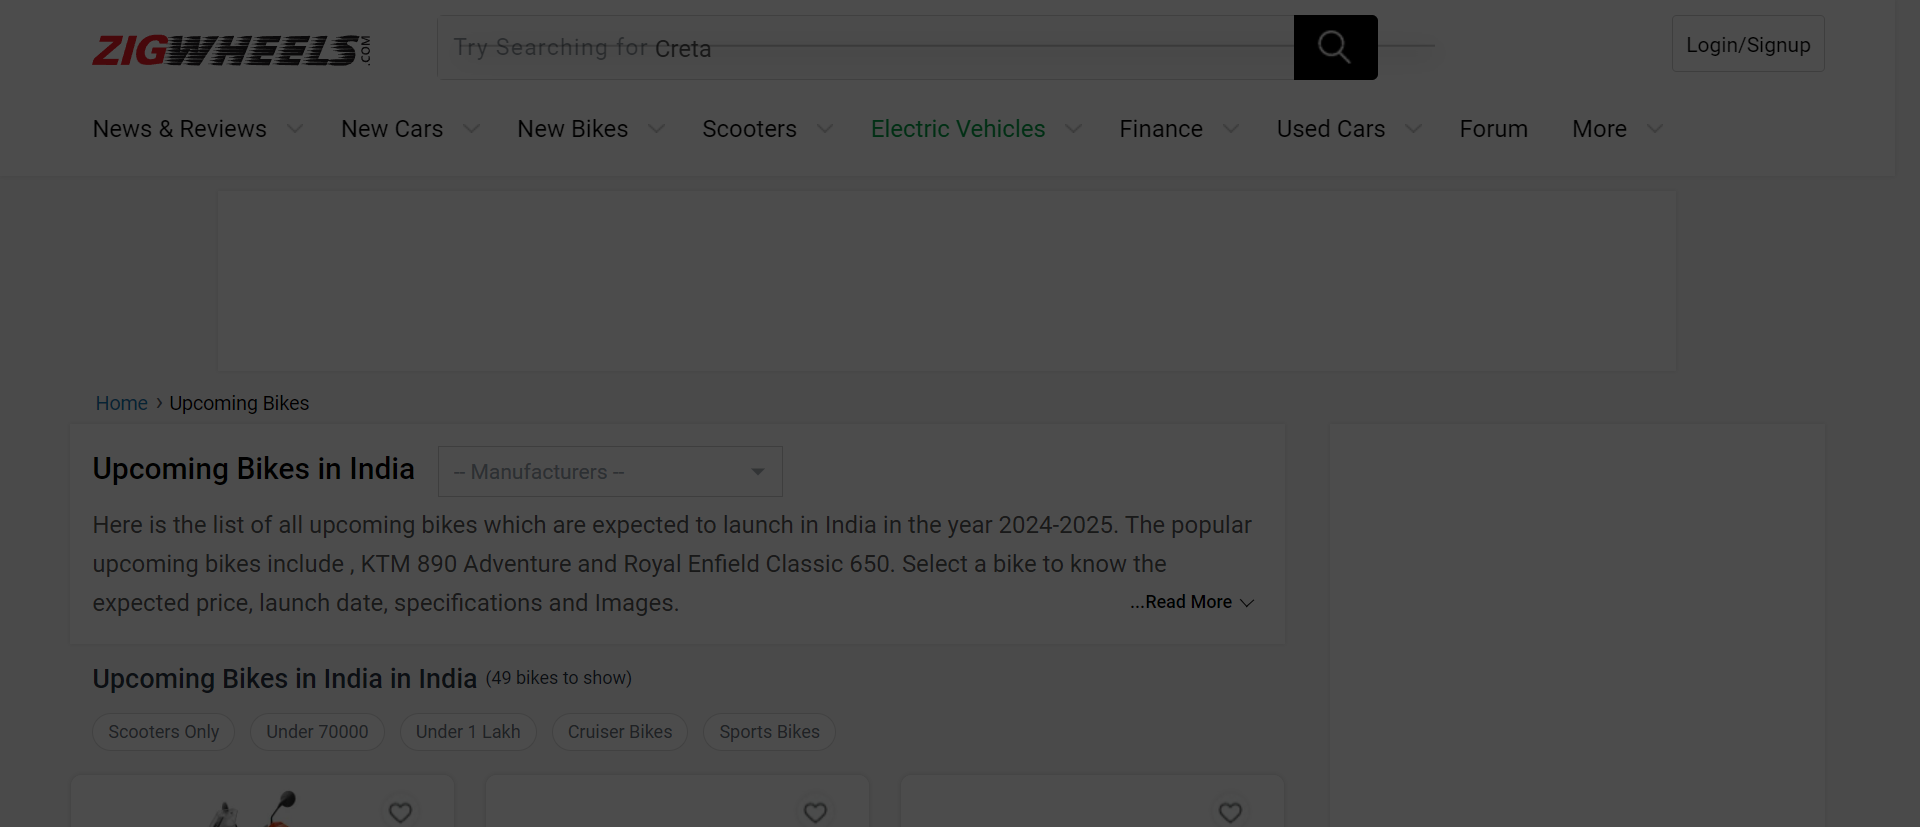 ZIGWHEELS.COM
Try Searching for Creta
Login/Signup
News & Reviews New Cars New Bikes Scooters Electric Vehicles Finance Used Cars Forum More
Home › Upcoming Bikes
Upcoming Bikes in India
-- Manufacturers --
Here is the list of all upcoming bikes which are expected to launch in India in the year 2024-2025. The popular
upcoming bikes include , KTM 890 Adventure and Royal Enfield Classic 650. Select a bike to know the
expected price, launch date, specifications and Images.
...Read More
Upcoming Bikes in India in India (49 bikes to show)
Scooters Only Under 70000 Under 1 Lakh Cruiser Bikes Sports Bikes